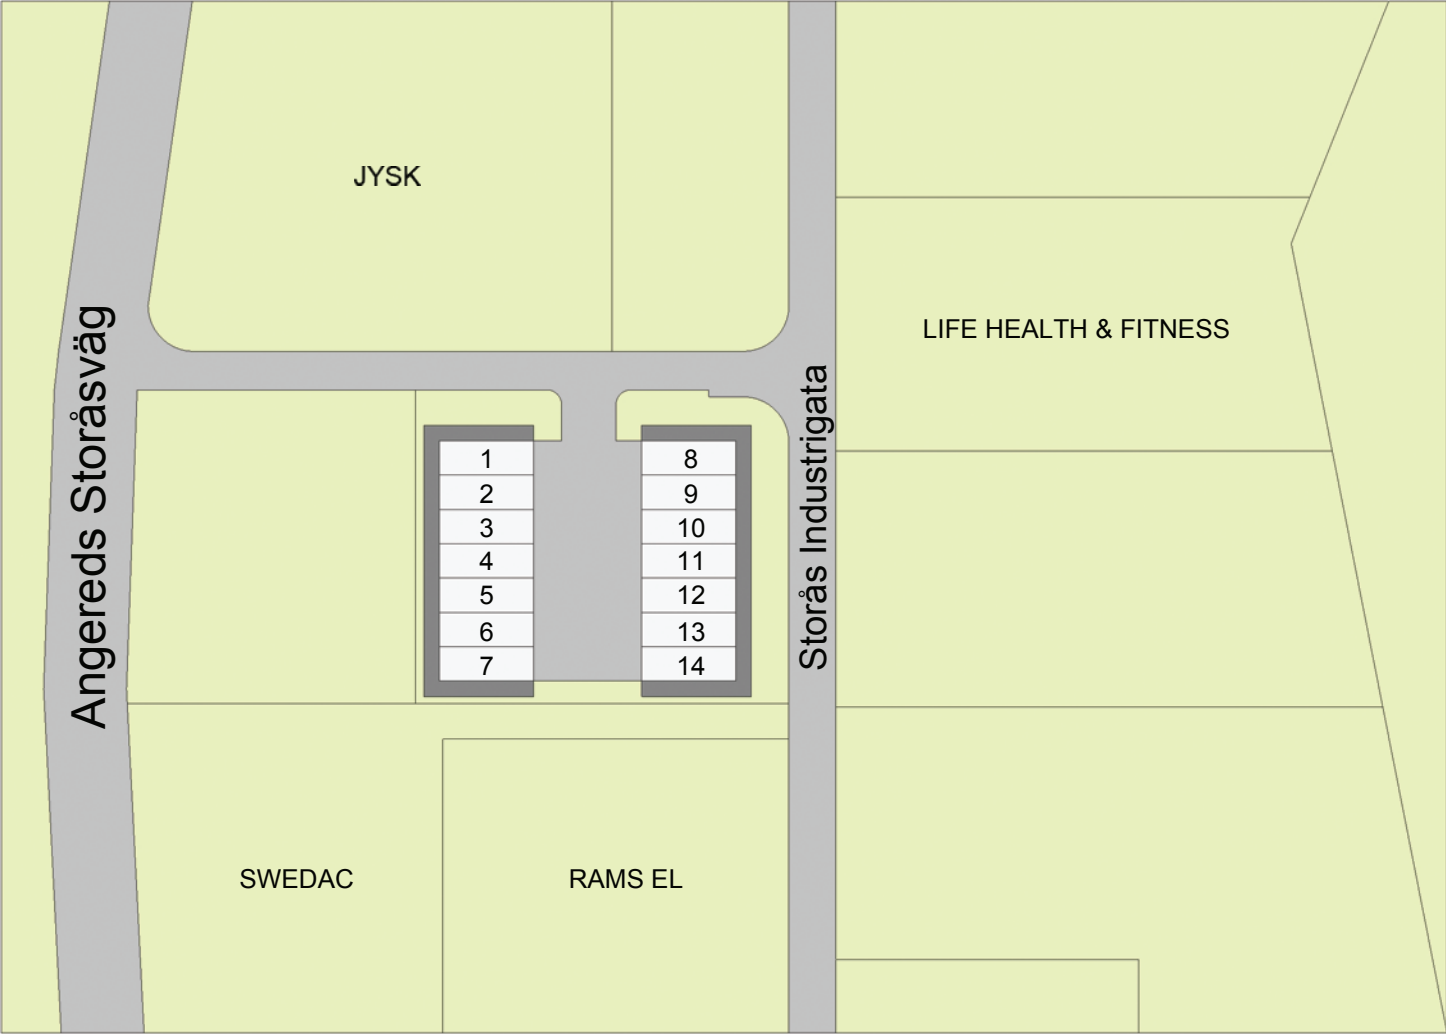 JYSK
LIFE HEALTH & FITNESS
Angereds Storåsväg
Storås Industrigata
1
2
3
4
5
6
7
8
9
10
11
12
13
14
SWEDAC
RAMS EL